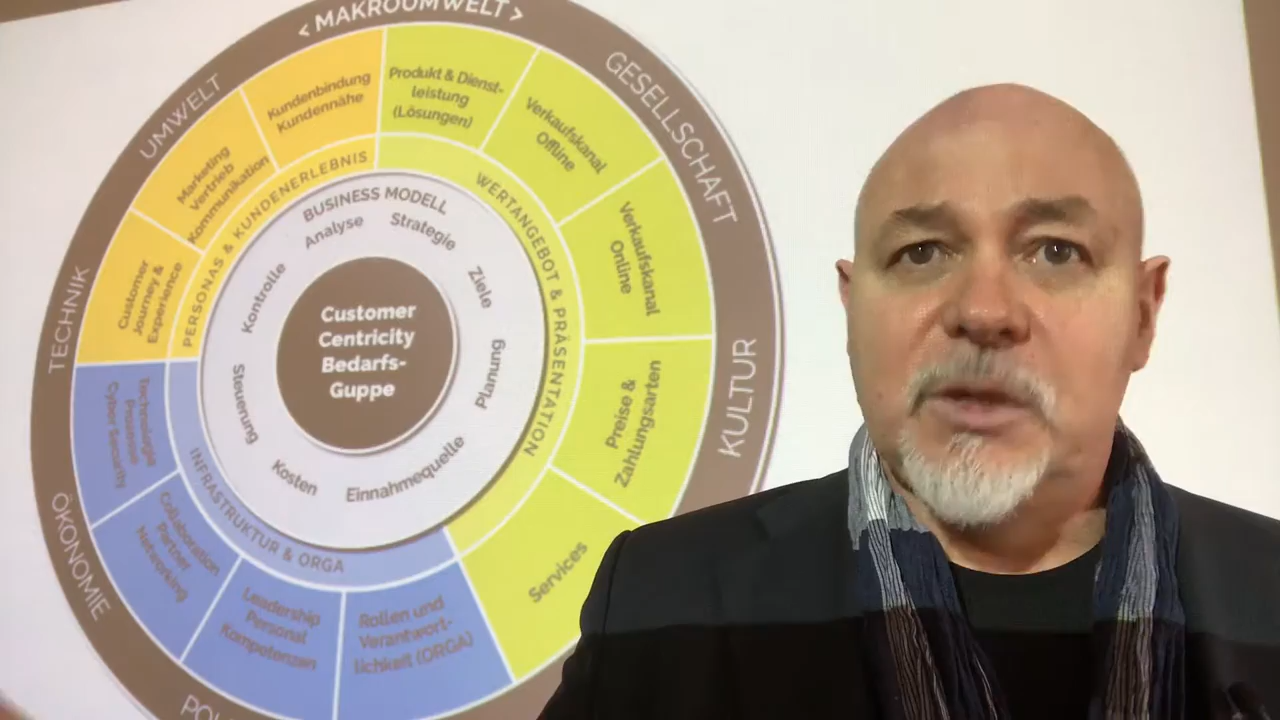 < MAKROUMWELT >
GESELLSCHAFT
KULTUR
UMWELT
TECHNIK
ÖKONOMIE
Kundenbindung
Kundennähe
Produkt & Dienst-
leistung
(Lösungen)
Verkaufskanal
Offline
Verkaufskanal
Online
Preise &
Zahlungsarten
Services
Rollen und
Verantwort-
lichkeit (ORGA)
Leadership
Personal
Kompetenzen
Collaboration
Partner
Networking
Technologie
Prozesse
Cyber Security
Customer
Journey &
Experience
Marketing
Vertrieb
Kommunikation
PERSONAS & KUNDENERLEBNIS
WERTANGEBOT & PRÄSENTATION
INFRASTRUKTUR & ORGA
BUSINESS MODELL
Analyse
Strategie
Ziele
Planung
Einnahmequelle
Kosten
Steuerung
Kontrolle
Customer
Centricity
Bedarfs-
Guppe